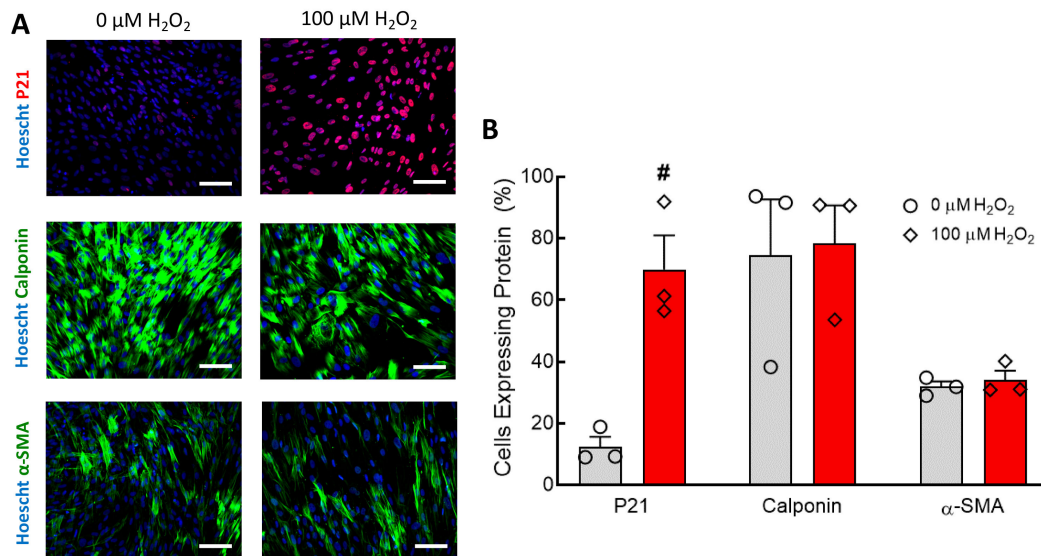 A
0 µM H₂O₂
100 µM H₂O₂
Hoescht P21
Hoescht Calponin
Hoescht α-SMA
B
Cells Expressing Protein (%)
100
80
60
40
20
0
#
0 µM H₂O₂
100 µM H₂O₂
P21
Calponin
α-SMA